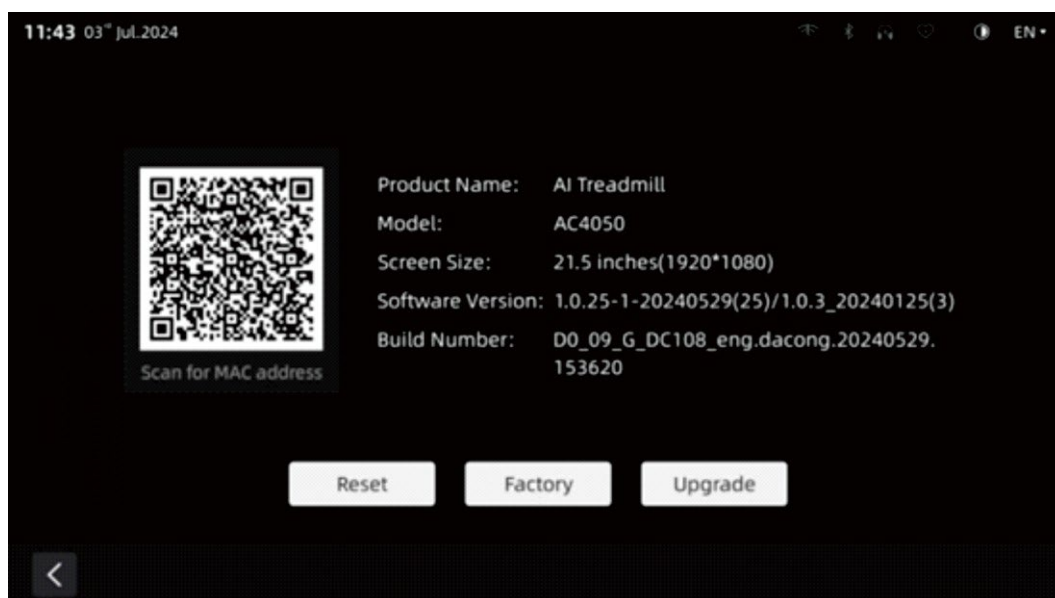 11:43 03rd Jul.2024
EN
Product Name: AI Treadmill
Model: AC4050
Screen Size: 21.5 inches(1920*1080)
Software Version: 1.0.25-1-20240529(25)/1.0.3_20240125(3)
Build Number: D0_09_G_DC108_eng.dacong.20240529.
153620
Scan for MAC address
Reset
Factory
Upgrade